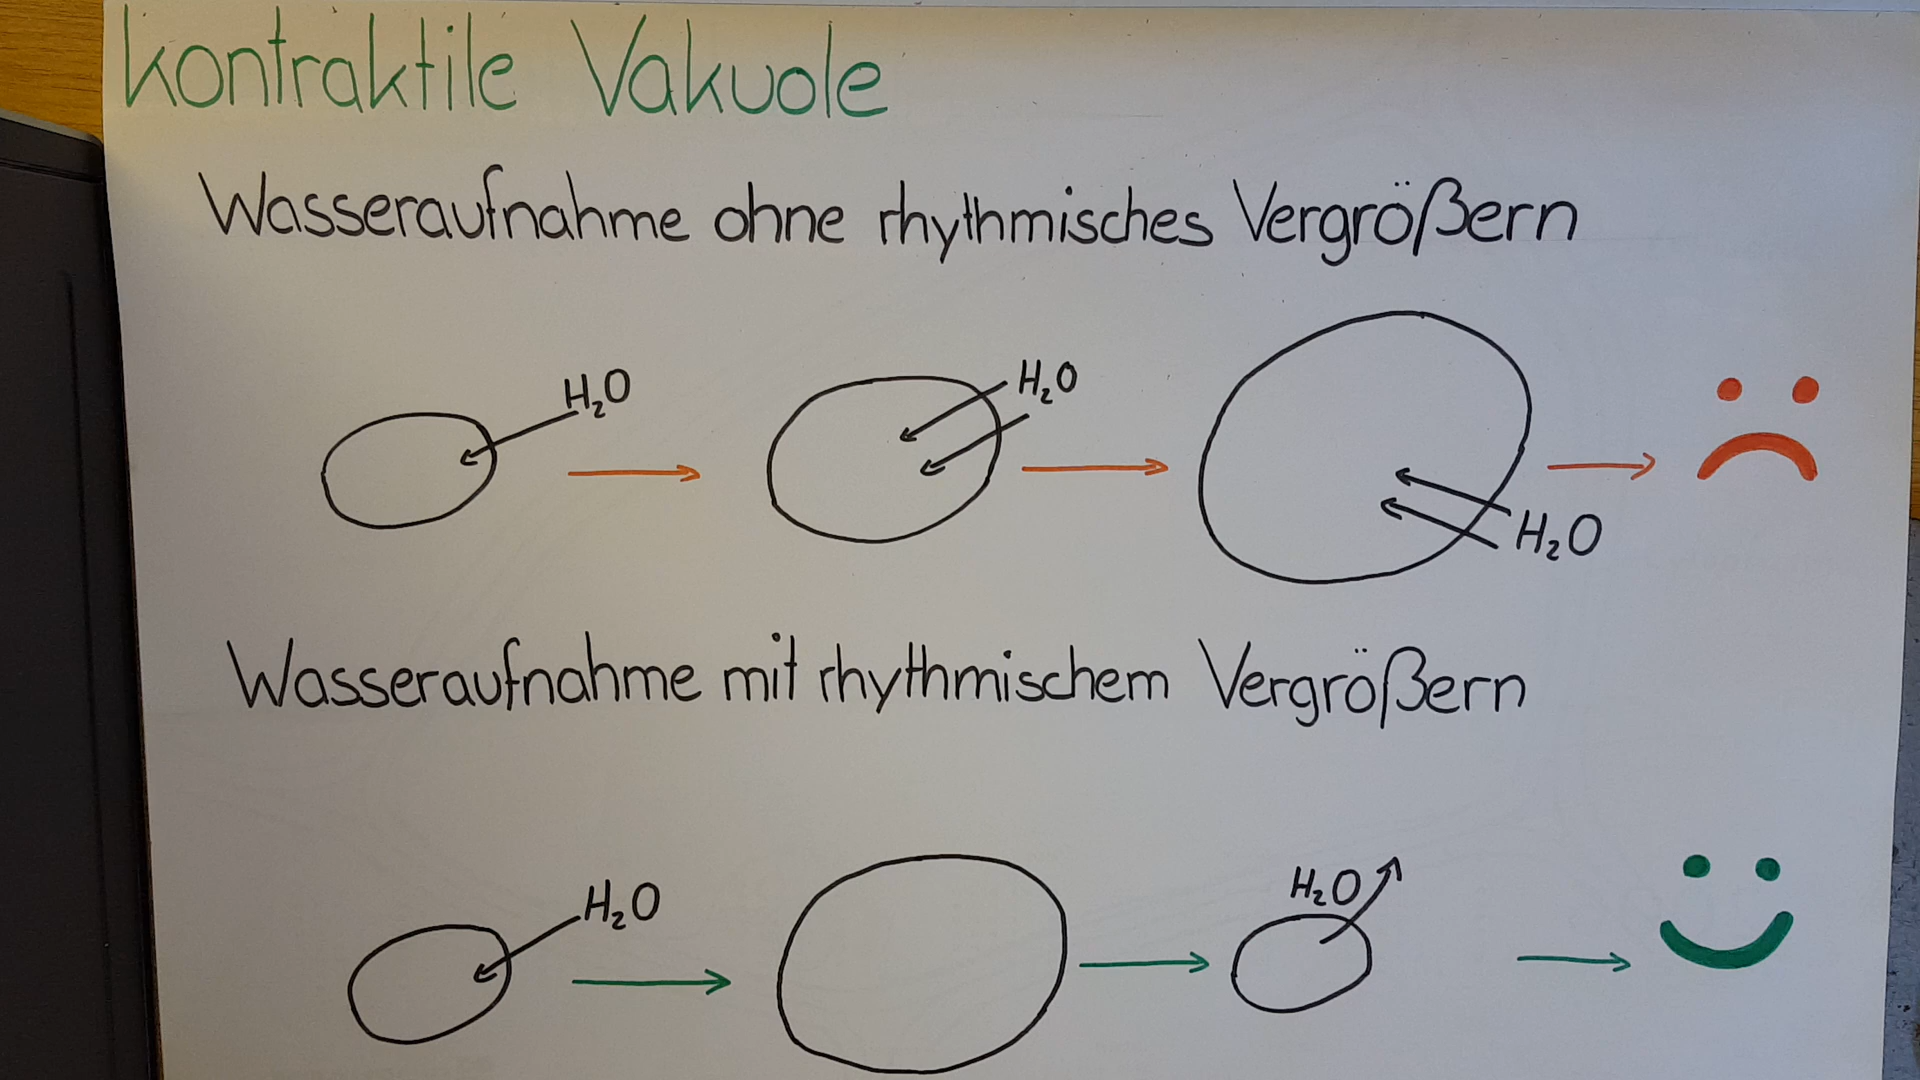 kontraktile Vakuole
Wasseraufnahme ohne rhythmisches Vergrößern
H₂O
H₂O
H₂O
Wasseraufnahme mit rhythmischem Vergrößern
H₂O
H₂O